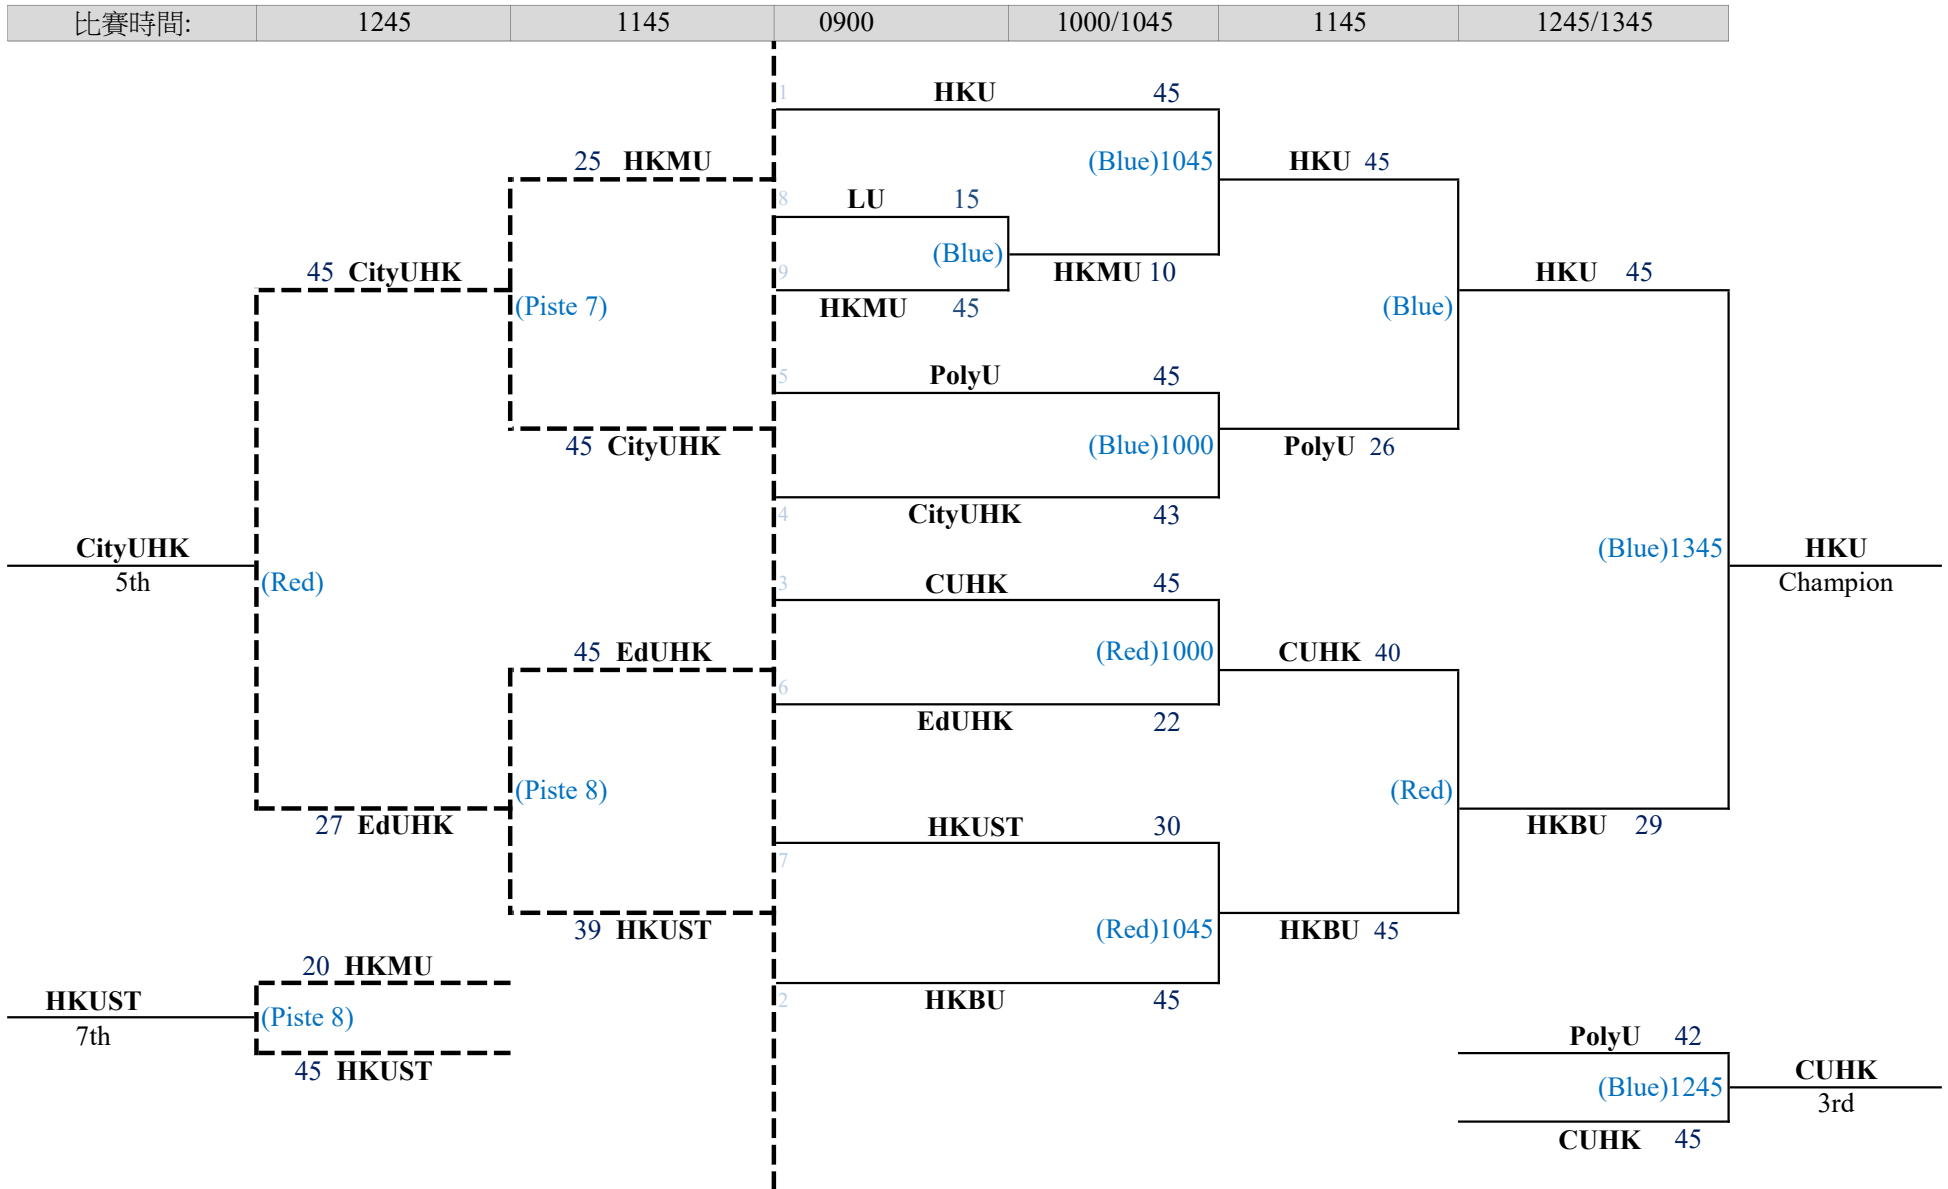 比賽時間: 1245 1145 0900 1000/1045 1145 1245/1345
1 HKU 45
25 HKMU
(Blue)1045
HKU 45
8 LU 15
(Blue)
45 CityUHK
9
HKMU 10
HKU 45
(Piste 7)
HKMU 45
(Blue)
5 PolyU 45
45 CityUHK
(Blue)1000
PolyU 26
4 CityUHK 43
CityUHK
5th
(Red)
(Blue)1345
HKU
Champion
3 CUHK 45
45 EdUHK
(Red)1000
CUHK 40
6
EdUHK 22
(Piste 8)
(Red)
27 EdUHK
HKUST 30
HKBU 29
7
39 HKUST
(Red)1045
HKBU 45
20 HKMU
HKUST
7th
(Piste 8)
2 HKBU 45
45 HKUST
PolyU 42
(Blue)1245
CUHK
3rd
CUHK 45